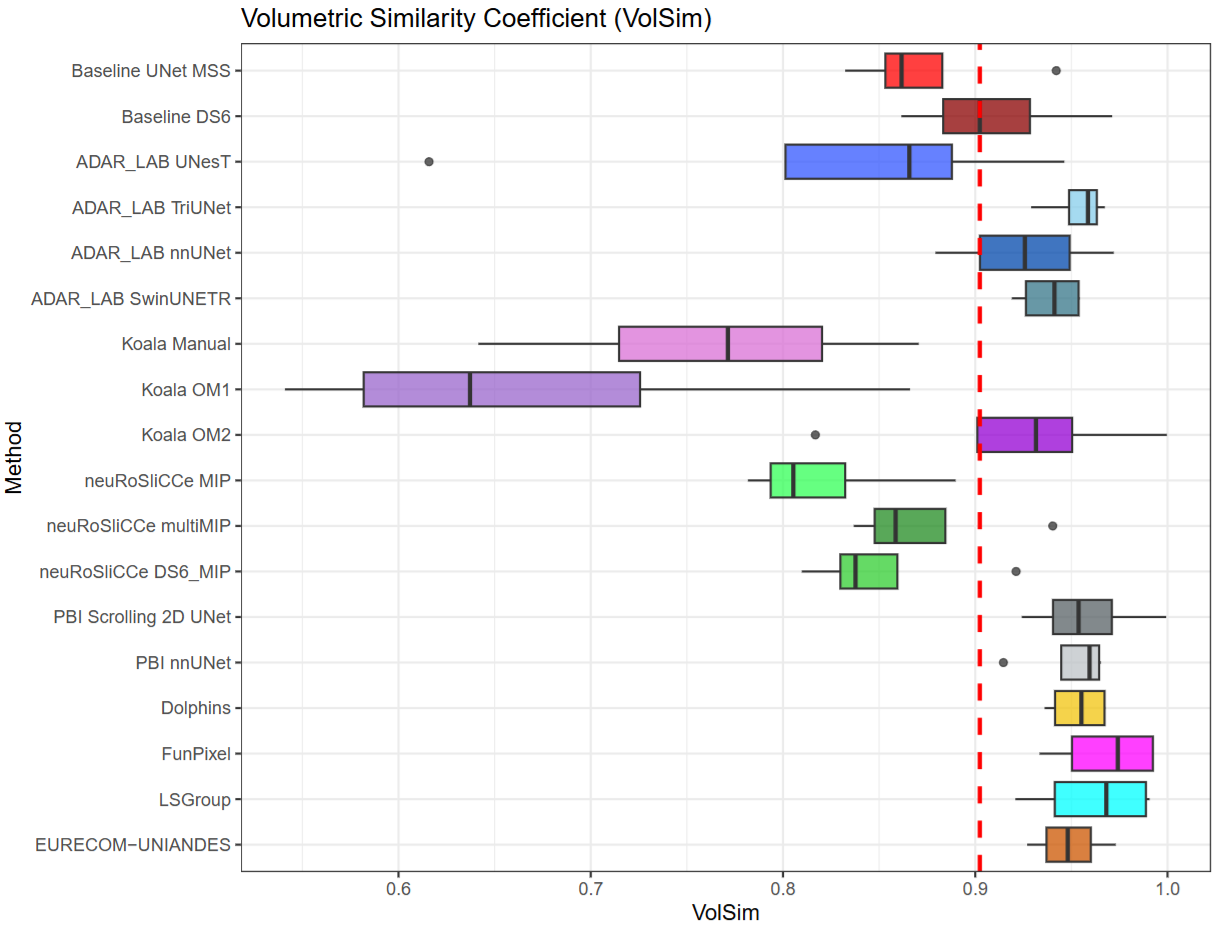 Volumetric Similarity Coefficient (VolSim)
Method
Baseline UNet MSS
Baseline DS6
ADAR_LAB UNesT
ADAR_LAB TriUNet
ADAR_LAB nnUNet
ADAR_LAB SwinUNETR
Koala Manual
Koala OM1
Koala OM2
neuRoSliCCe MIP
neuRoSliCCe multiMIP
neuRoSliCCe DS6_MIP
PBI Scrolling 2D UNet
PBI nnUNet
Dolphins
FunPixel
LSGroup
EURECOM−UNIANDES
0.6 0.7 0.8 0.9 1.0
VolSim